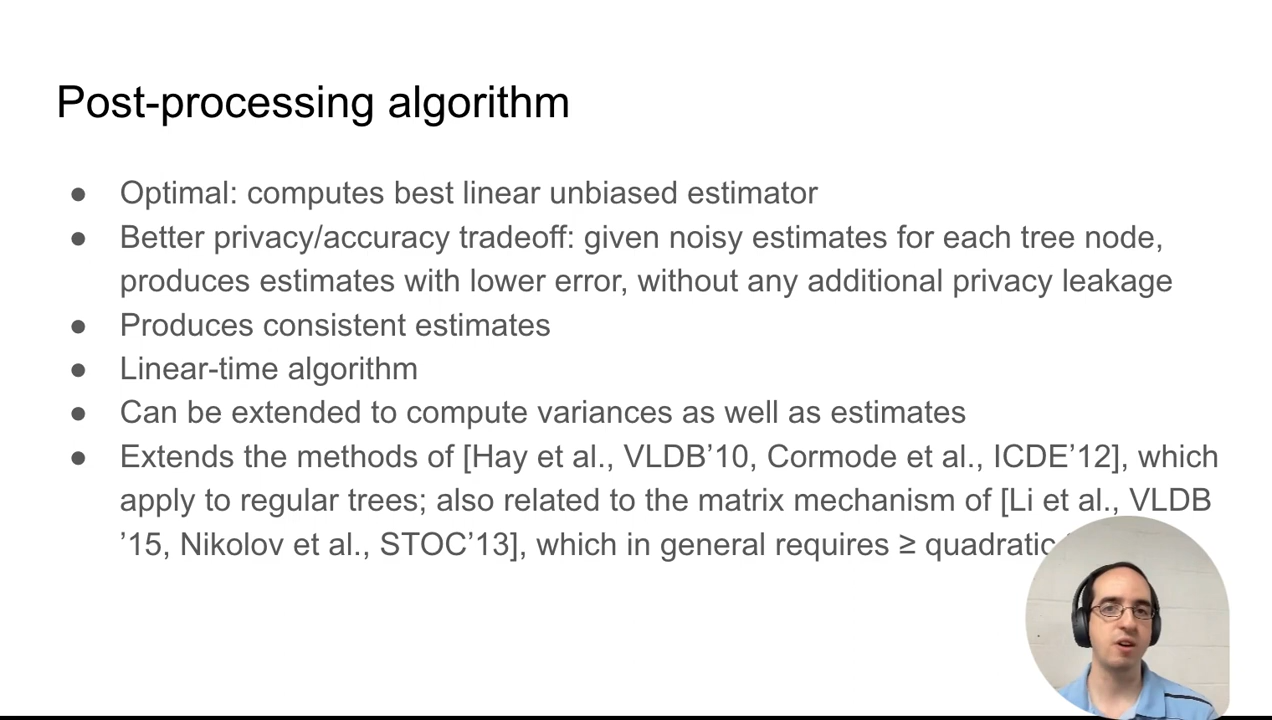 Post-processing algorithm
● Optimal: computes best linear unbiased estimator
● Better privacy/accuracy tradeoff: given noisy estimates for each tree node,
produces estimates with lower error, without any additional privacy leakage
● Produces consistent estimates
● Linear-time algorithm
● Can be extended to compute variances as well as estimates
● Extends the methods of [Hay et al., VLDB’10, Cormode et al., ICDE’12], which
apply to regular trees; also related to the matrix mechanism of [Li et al., VLDB
’15, Nikolov et al., STOC’13], which in general requires ≥ quadratic